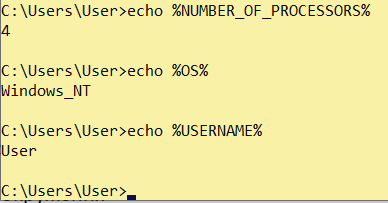 C:\Users\User>echo %NUMBER_OF_PROCESSORS%
4
C:\Users\User>echo %OS%
Windows_NT
C:\Users\User>echo %USERNAME%
User
C:\Users\User>